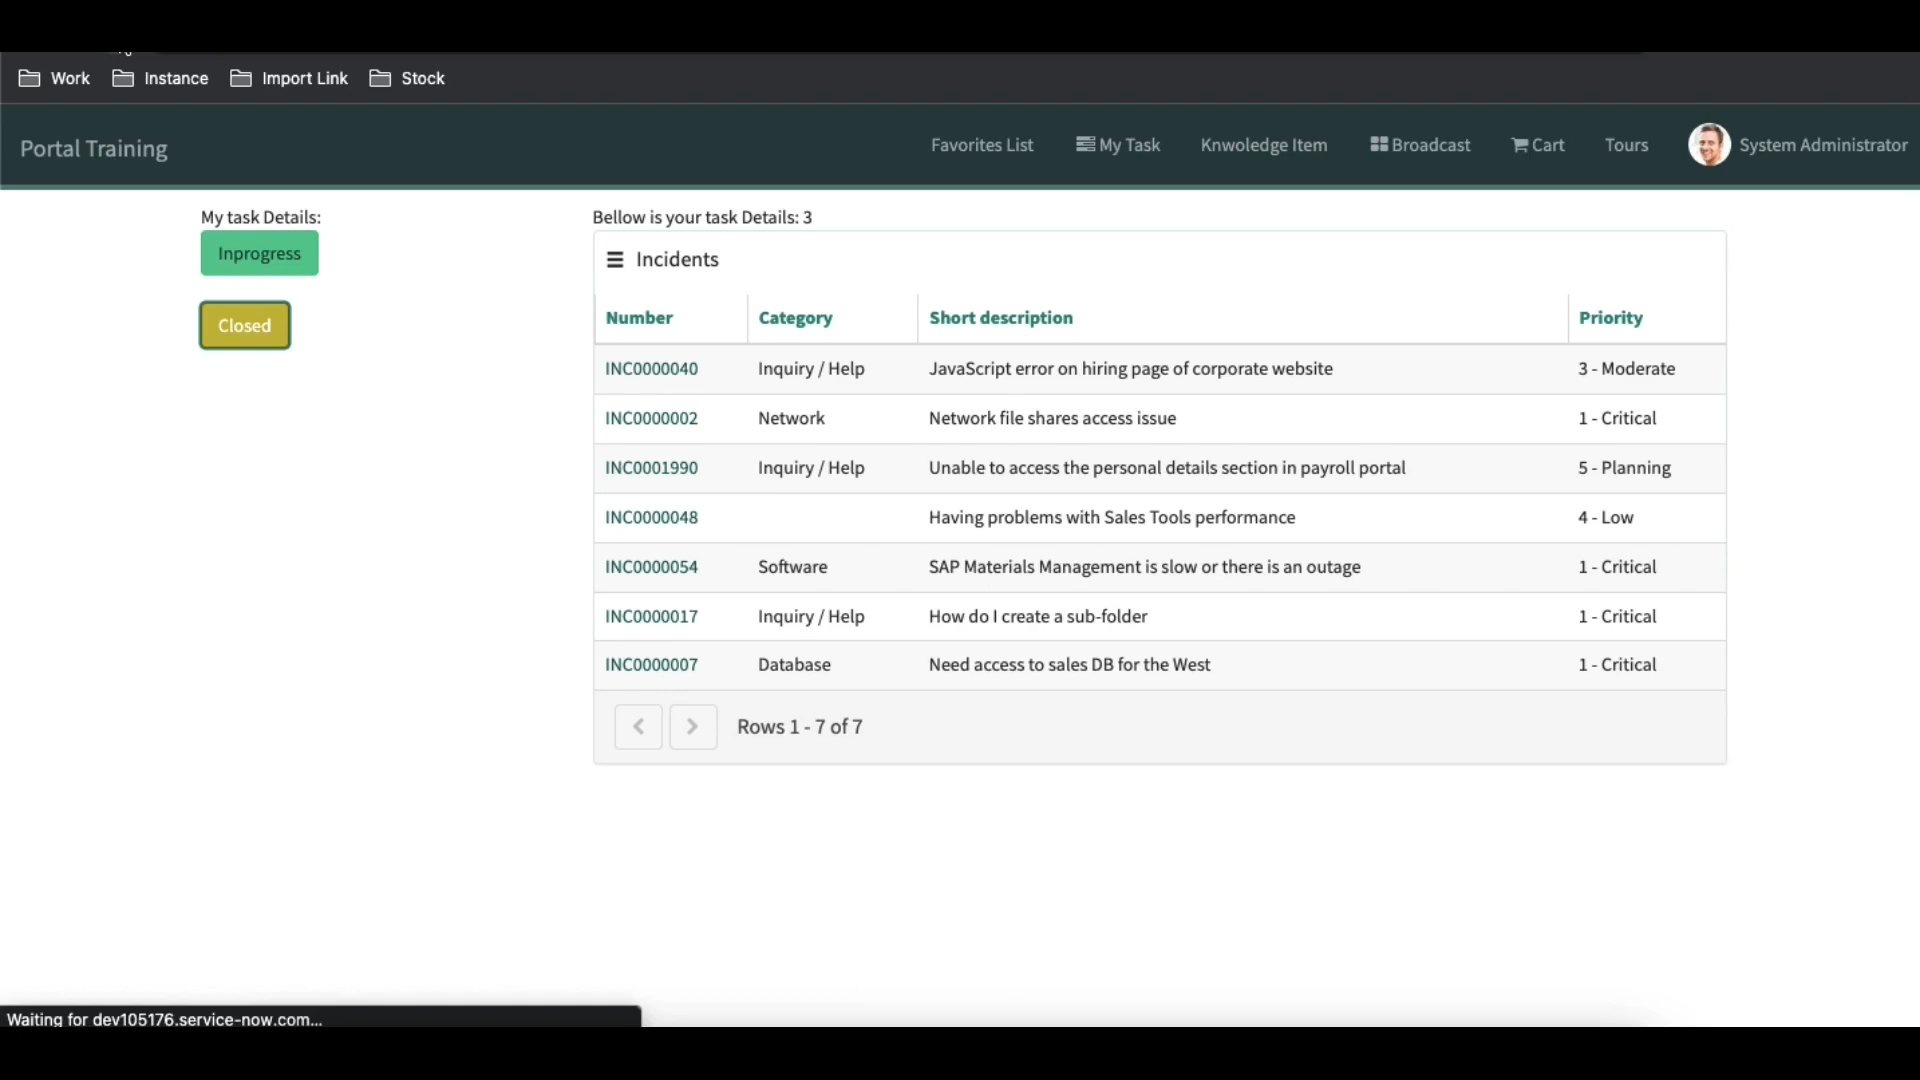 Work Instance Import Link Stock
Portal Training Favorites List My Task Knwoledge Item Broadcast Cart Tours System Administrator
My task Details: Bellow is your task Details: 3
Inprogress
Closed
Incidents
Number Category Short description Priority
INC0000040 Inquiry / Help JavaScript error on hiring page of corporate website 3 - Moderate
INC0000002 Network Network file shares access issue 1 - Critical
INC0001990 Inquiry / Help Unable to access the personal details section in payroll portal 5 - Planning
INC0000048 Having problems with Sales Tools performance 4 - Low
INC0000054 Software SAP Materials Management is slow or there is an outage 1 - Critical
INC0000017 Inquiry / Help How do I create a sub-folder 1 - Critical
INC0000007 Database Need access to sales DB for the West 1 - Critical
Rows 1 - 7 of 7
Waiting for dev105176.service-now.com...